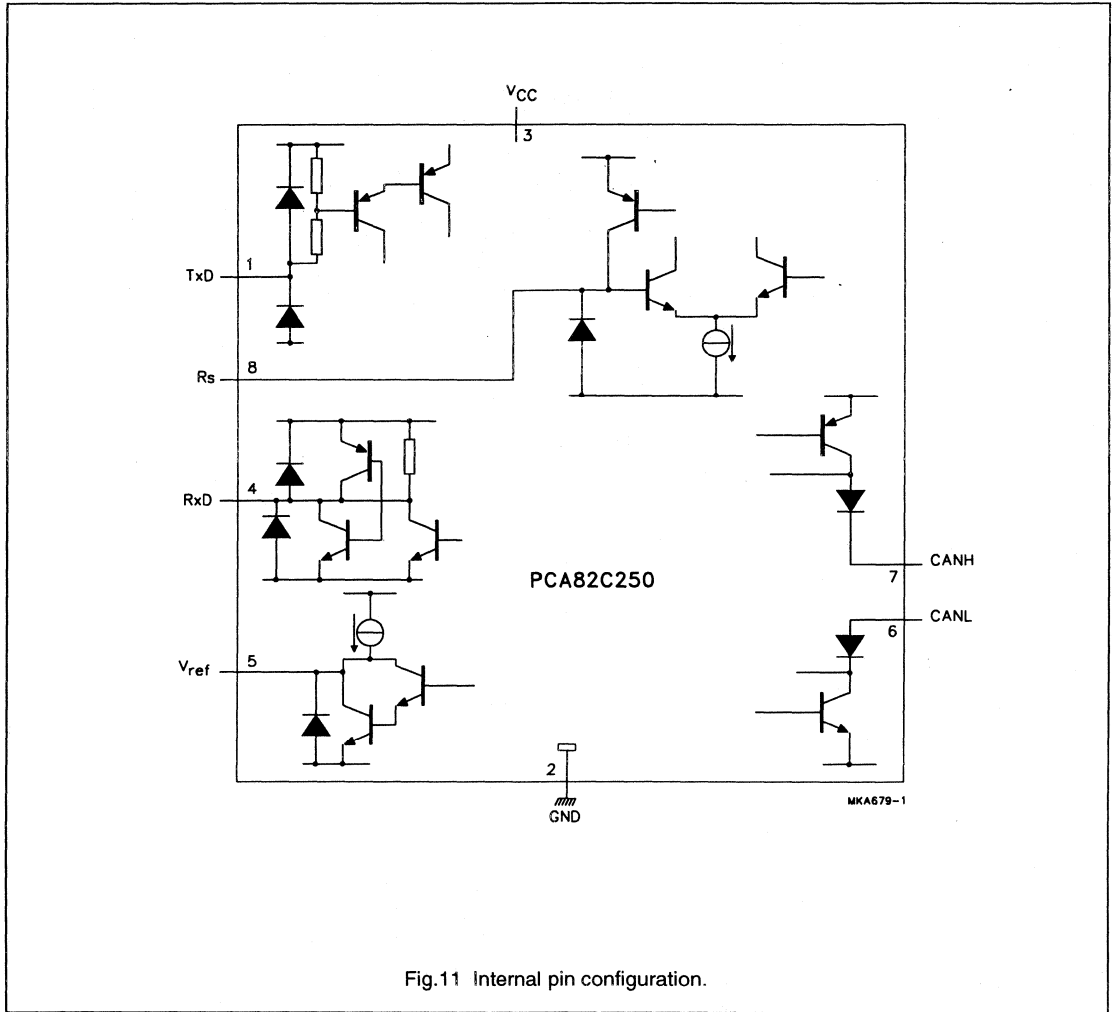 VCC
3
TxD 1
8
Rs
4
RxD
PCA82C250
7 CANH
CANL
6
5
Vref
2
GND
MKA679-1
Fig.11 Internal pin configuration.